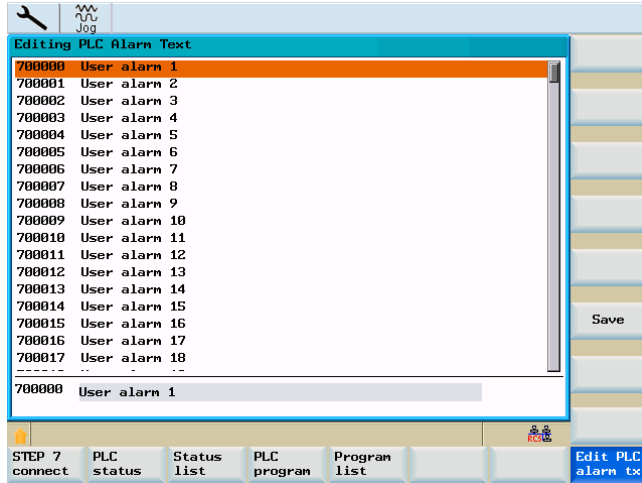 Jog
Editing PLC Alarm Text
700000 User alarm 1
700001 User alarm 2
700002 User alarm 3
700003 User alarm 4
700004 User alarm 5
700005 User alarm 6
700006 User alarm 7
700007 User alarm 8
700008 User alarm 9
700009 User alarm 10
700010 User alarm 11
700011 User alarm 12
700012 User alarm 13
700013 User alarm 14
700014 User alarm 15
700015 User alarm 16
700016 User alarm 17
700017 User alarm 18
Save
700000 User alarm 1
RCS
STEP 7 connect
PLC status
Status list
PLC program
Program list
Edit PLC alarm tx